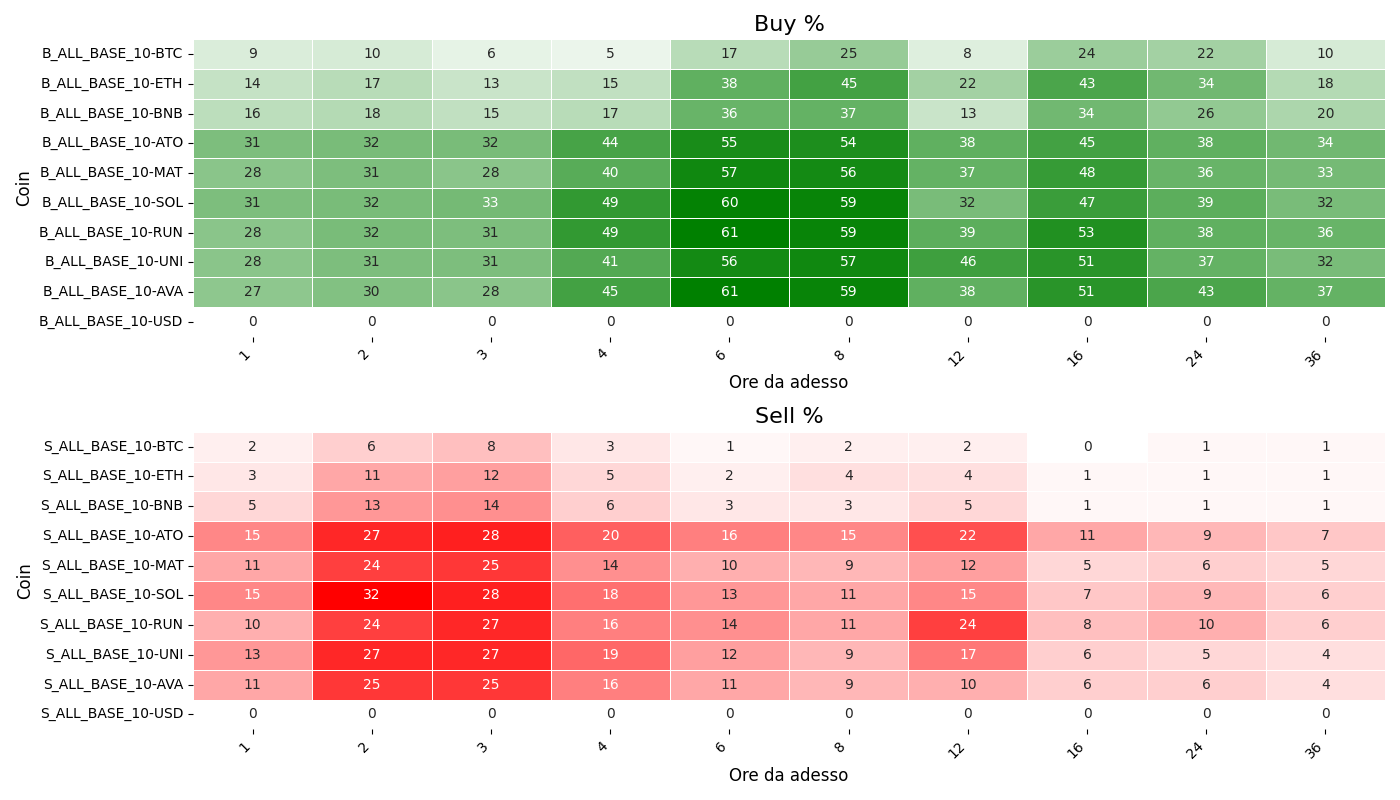 Buy %
Coin
B_ALL_BASE_10-BTC 9 10 6 5 17 25 8 24 22 10
B_ALL_BASE_10-ETH 14 17 13 15 38 45 22 43 34 18
B_ALL_BASE_10-BNB 16 18 15 17 36 37 13 34 26 20
B_ALL_BASE_10-ATO 31 32 32 44 55 54 38 45 38 34
B_ALL_BASE_10-MAT 28 31 28 40 57 56 37 48 36 33
B_ALL_BASE_10-SOL 31 32 33 49 60 59 32 47 39 32
B_ALL_BASE_10-RUN 28 32 31 49 61 59 39 53 38 36
B_ALL_BASE_10-UNI 28 31 31 41 56 57 46 51 37 32
B_ALL_BASE_10-AVA 27 30 28 45 61 59 38 51 43 37
B_ALL_BASE_10-USD 0 0 0 0 0 0 0 0 0 0
1 2 3 4 6 8 12 16 24 36
Ore da adesso
Sell %
Coin
S_ALL_BASE_10-BTC 2 6 8 3 1 2 2 0 1 1
S_ALL_BASE_10-ETH 3 11 12 5 2 4 4 1 1 1
S_ALL_BASE_10-BNB 5 13 14 6 3 3 5 1 1 1
S_ALL_BASE_10-ATO 15 27 28 20 16 15 22 11 9 7
S_ALL_BASE_10-MAT 11 24 25 14 10 9 12 5 6 5
S_ALL_BASE_10-SOL 15 32 28 18 13 11 15 7 9 6
S_ALL_BASE_10-RUN 10 24 27 16 14 11 24 8 10 6
S_ALL_BASE_10-UNI 13 27 27 19 12 9 17 6 5 4
S_ALL_BASE_10-AVA 11 25 25 16 11 9 10 6 6 4
S_ALL_BASE_10-USD 0 0 0 0 0 0 0 0 0 0
1 2 3 4 6 8 12 16 24 36
Ore da adesso